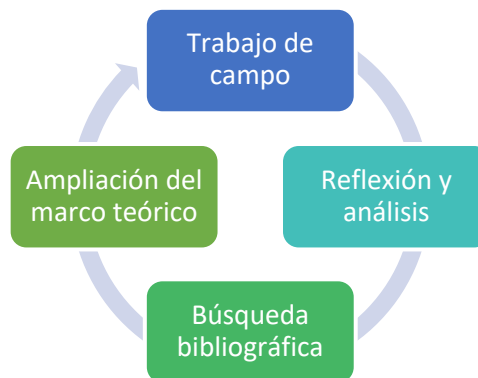 Trabajo de
campo
Reflexión y
análisis
Búsqueda
bibliográfica
Ampliación del
marco teórico